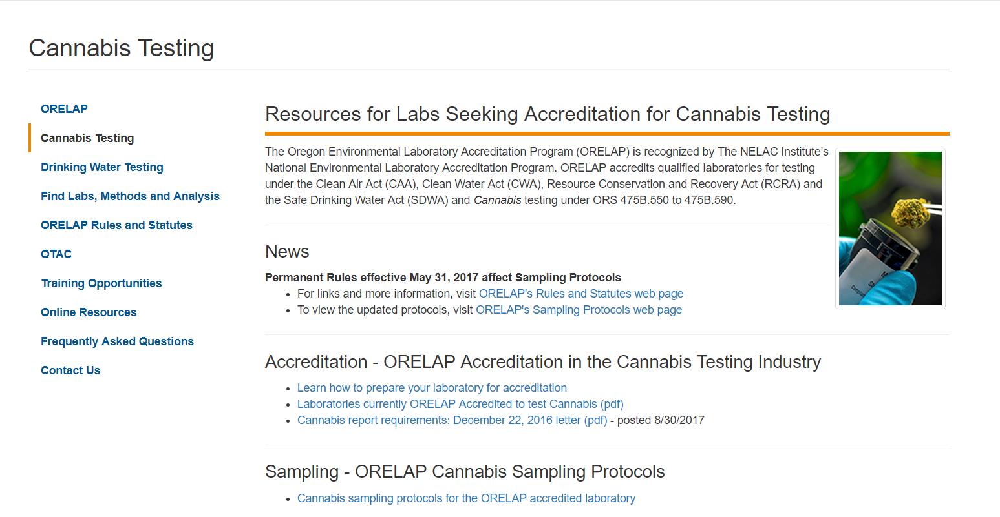 Cannabis Testing
ORELAP
Cannabis Testing
Drinking Water Testing
Find Labs, Methods and Analysis
ORELAP Rules and Statutes
OTAC
Training Opportunities
Online Resources
Frequently Asked Questions
Contact Us
Resources for Labs Seeking Accreditation for Cannabis Testing
The Oregon Environmental Laboratory Accreditation Program (ORELAP) is recognized by The NELAC Institute’s
National Environmental Laboratory Accreditation Program. ORELAP accredits qualified laboratories for testing
under the Clean Air Act (CAA), Clean Water Act (CWA), Resource Conservation and Recovery Act (RCRA) and
the Safe Drinking Water Act (SDWA) and Cannabis testing under ORS 475B.550 to 475B.590.
News
Permanent Rules effective May 31, 2017 affect Sampling Protocols
• For links and more information, visit ORELAP's Rules and Statutes web page
• To view the updated protocols, visit ORELAP's Sampling Protocols web page
Accreditation - ORELAP Accreditation in the Cannabis Testing Industry
• Learn how to prepare your laboratory for accreditation
• Laboratories currently ORELAP Accredited to test Cannabis (pdf)
• Cannabis report requirements: December 22, 2016 letter (pdf) - posted 8/30/2017
Sampling - ORELAP Cannabis Sampling Protocols
• Cannabis sampling protocols for the ORELAP accredited laboratory